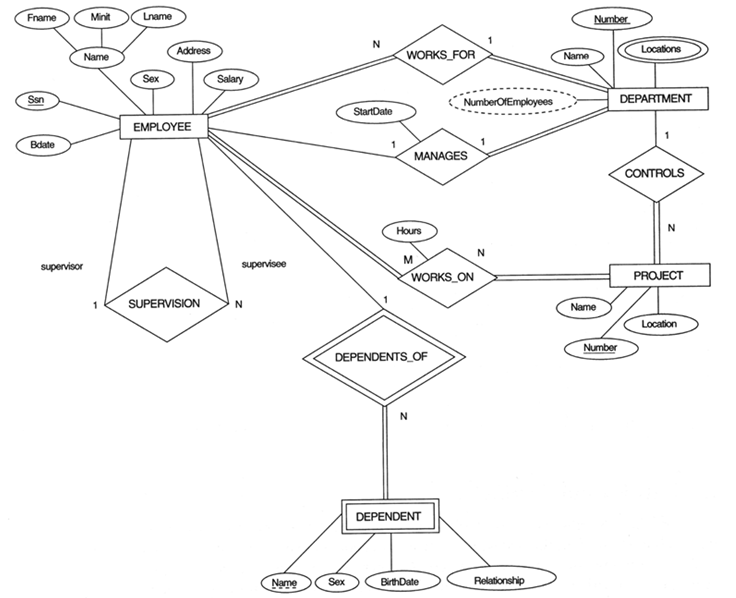 Fname
Minit
Lname
Number
N
1
Address
WORKS_FOR
Name
Locations
Name
Sex
Salary
Ssn
NumberOfEmployees
DEPARTMENT
StartDate
EMPLOYEE
1
Bdate
1
1
MANAGES
CONTROLS
Hours
N
M
N
supervisor
supervisee
WORKS_ON
PROJECT
1
SUPERVISION
N
1
Name
Location
Number
DEPENDENTS_OF
N
DEPENDENT
Name
Sex
BirthDate
Relationship